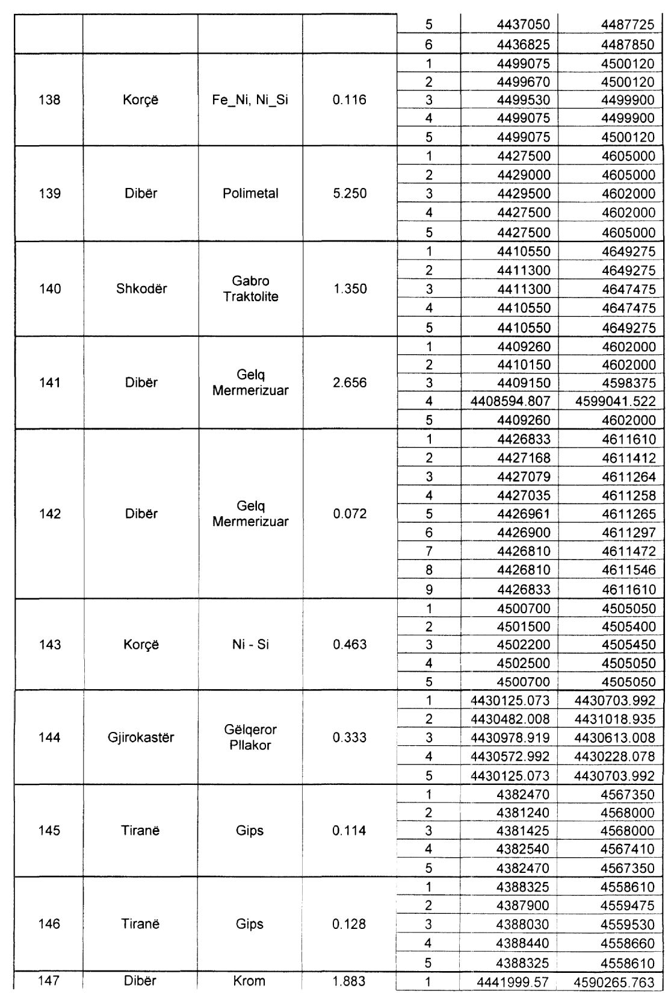 5 4437050 4487725
6 4436825 4487850
1 4499075 4500120
2 4499670 4500120
138 Korçë Fe_Ni, Ni_Si 0.116 3 4499530 4499900
4 4499075 4499900
5 4499075 4500120
1 4427500 4605000
2 4429000 4605000
139 Dibër Polimetal 5.250 3 4429500 4602000
4 4427500 4602000
5 4427500 4605000
1 4410550 4649275
2 4411300 4649275
140 Shkodër Gabro Traktolite 1.350 3 4411300 4647475
4 4410550 4647475
5 4410550 4649275
1 4409260 4602000
2 4410150 4602000
141 Dibër Gelq Mermerizuar 2.656 3 4409150 4598375
4 4408594.807 4599041.522
5 4409260 4602000
1 4426833 4611610
2 4427168 4611412
3 4427079 4611264
4 4427035 4611258
142 Dibër Gelq Mermerizuar 0.072 5 4426961 4611265
6 4426900 4611297
7 4426810 4611472
8 4426810 4611546
9 4426833 4611610
1 4500700 4505050
2 4501500 4505400
143 Korçë Ni - Si 0.463 3 4502200 4505450
4 4502500 4505050
5 4500700 4505050
1 4430125.073 4430703.992
2 4430482.008 4431018.935
144 Gjirokastër Gëlqeror Pllakor 0.333 3 4430978.919 4430613.008
4 4430572.992 4430228.078
5 4430125.073 4430703.992
1 4382470 4567350
2 4381240 4568000
145 Tiranë Gips 0.114 3 4381425 4568000
4 4382540 4567410
5 4382470 4567350
1 4388325 4558610
2 4387900 4559475
146 Tiranë Gips 0.128 3 4388030 4559530
4 4388440 4558660
5 4388325 4558610
147 Dibër Krom 1.883 1 4441999.57 4590265.763